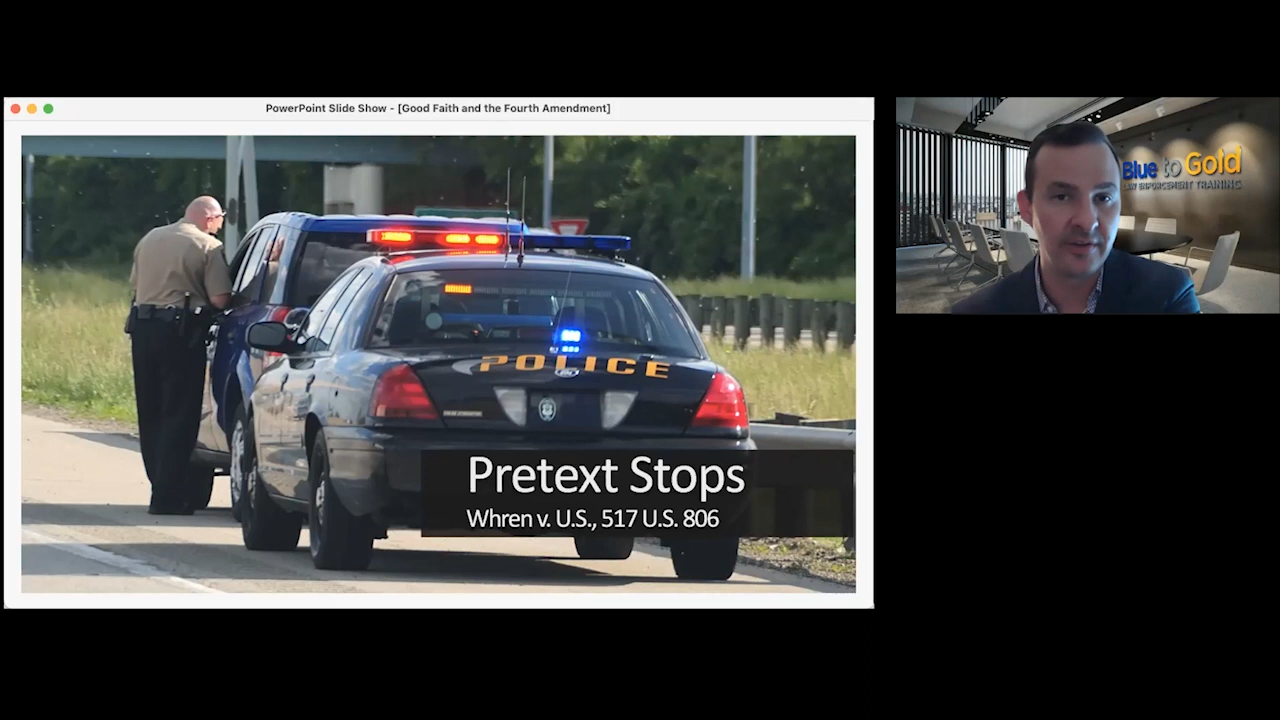 PowerPoint Slide Show - [Good Faith and the Fourth Amendment]
POLICE
Pretext Stops
Whren v. U.S., 517 U.S. 806
Blue to Gold
LAW ENFORCEMENT TRAINING